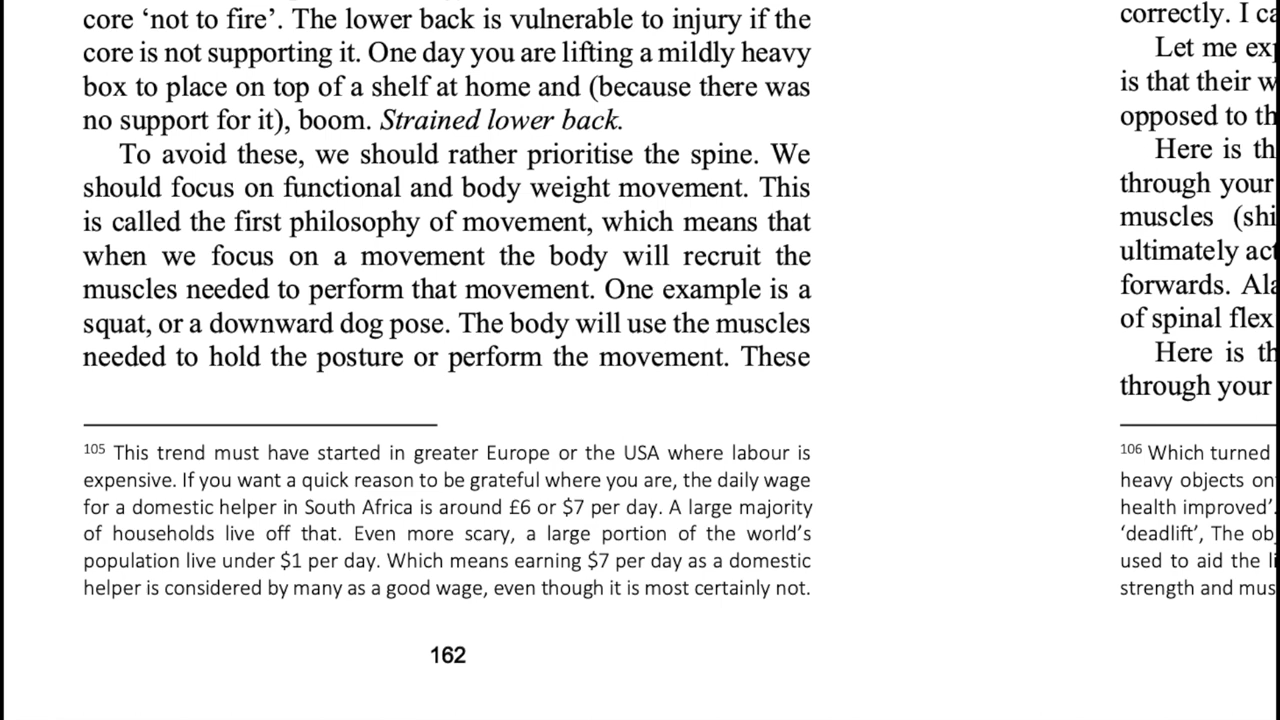 core ‘not to fire’. The lower back is vulnerable to injury if the
core is not supporting it. One day you are lifting a mildly heavy
box to place on top of a shelf at home and (because there was
no support for it), boom. Strained lower back.
To avoid these, we should rather prioritise the spine. We
should focus on functional and body weight movement. This
is called the first philosophy of movement, which means that
when we focus on a movement the body will recruit the
muscles needed to perform that movement. One example is a
squat, or a downward dog pose. The body will use the muscles
needed to hold the posture or perform the movement. These
105 This trend must have started in greater Europe or the USA where labour is
expensive. If you want a quick reason to be grateful where you are, the daily wage
for a domestic helper in South Africa is around £6 or $7 per day. A large majority
of households live off that. Even more scary, a large portion of the world’s
population live under $1 per day. Which means earning $7 per day as a domestic
helper is considered by many as a good wage, even though it is most certainly not.
162
correctly. I
Let me
is that their
opposed to
Here is
through your
muscles
ultimately
forwards.
of spinal
Here is
through your
106 Which turned
heavy objects on
health improved’.
‘deadlift’, The
used to aid the
strength and